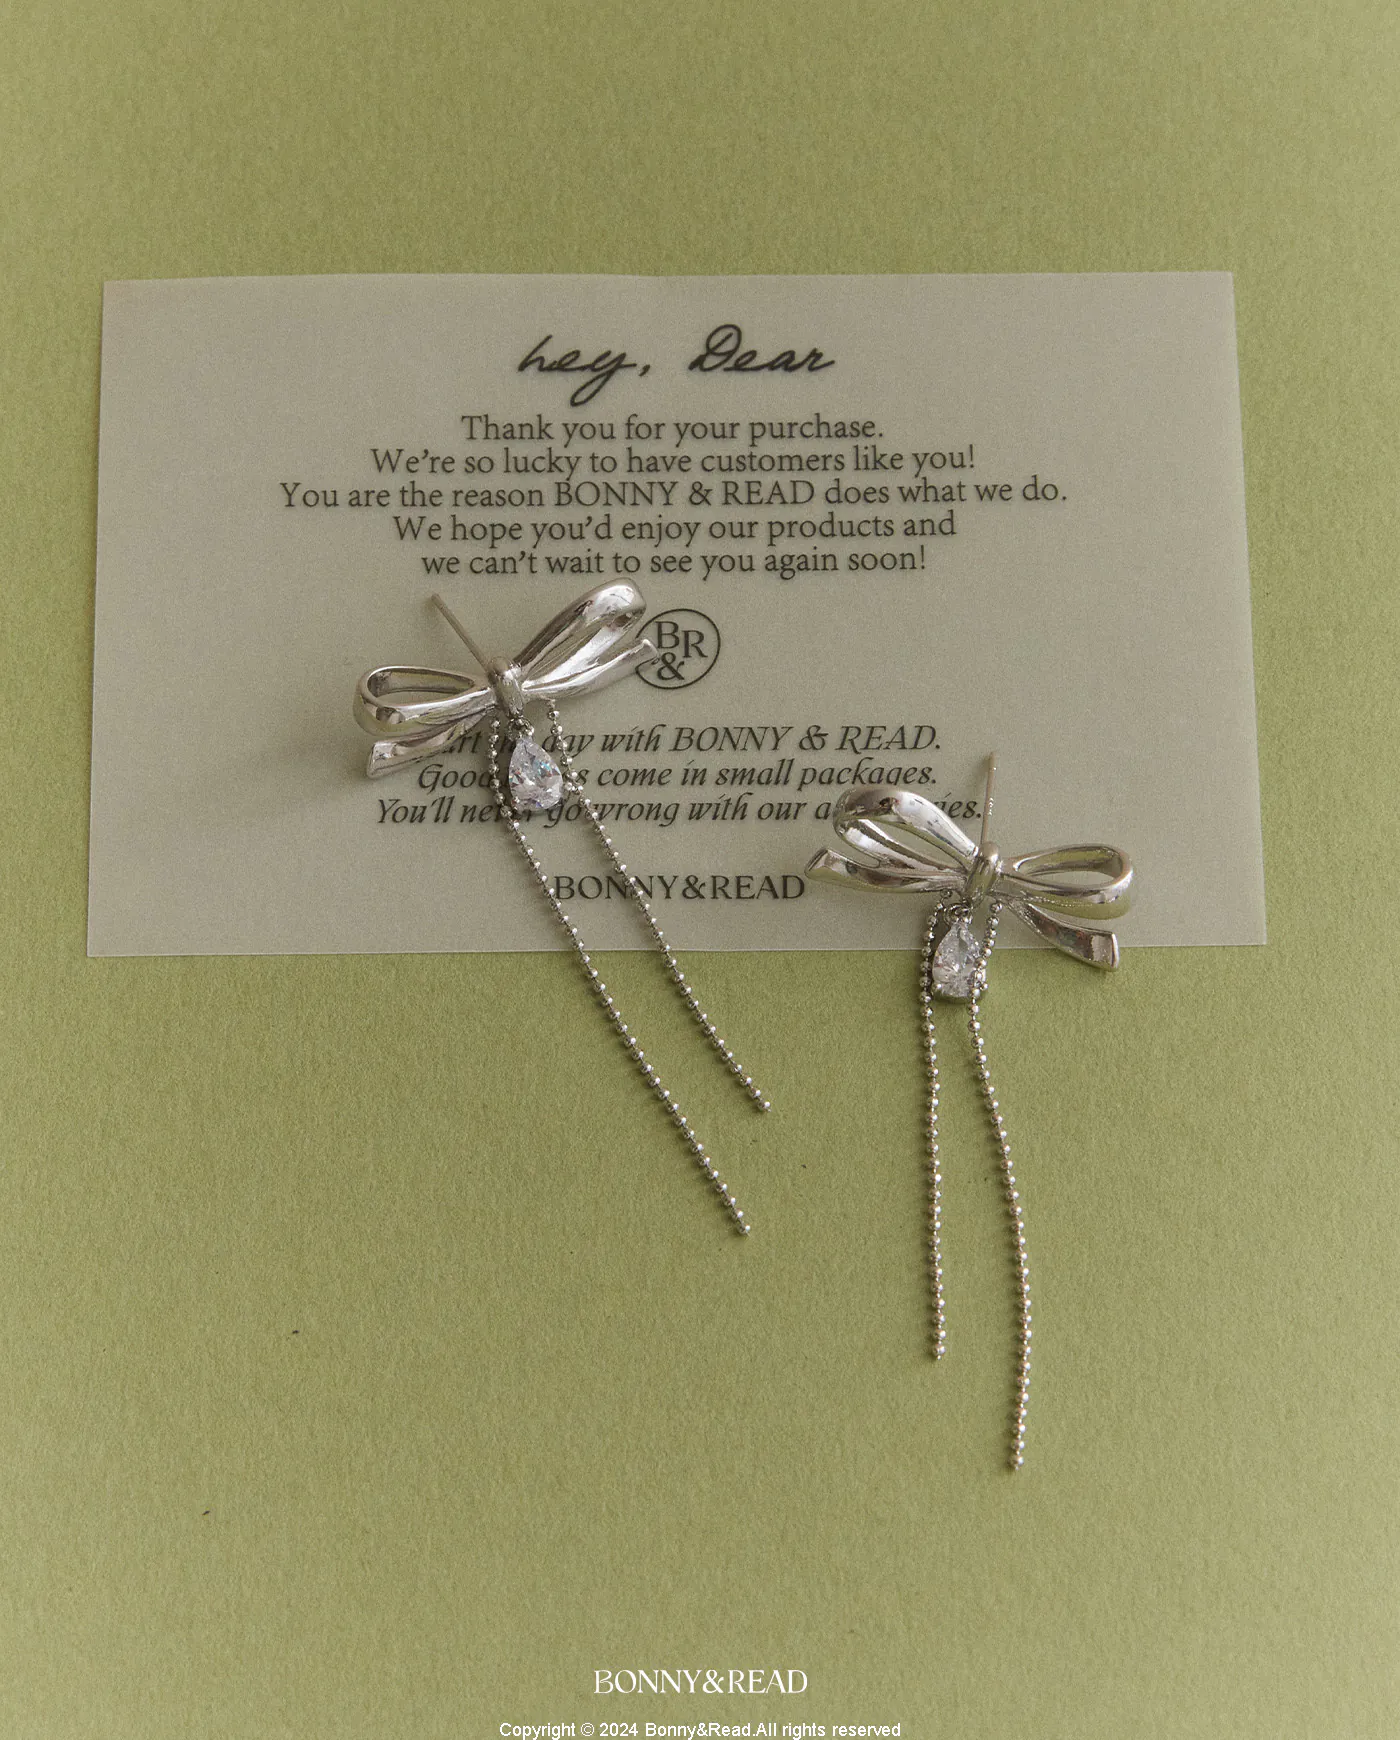 hey, Dear
Thank you for your purchase.
We're so lucky to have customers like you!
You are the reason BONNY & READ does what we do.
We hope you'd enjoy our products and
we can't wait to see you again soon!
B&R
day with BONNY & READ.
come in small packages.
You'll go wrong with our
BONNY&READ
BONNY&READ
Copyright © 2024 Bonny&Read.All rights reserved